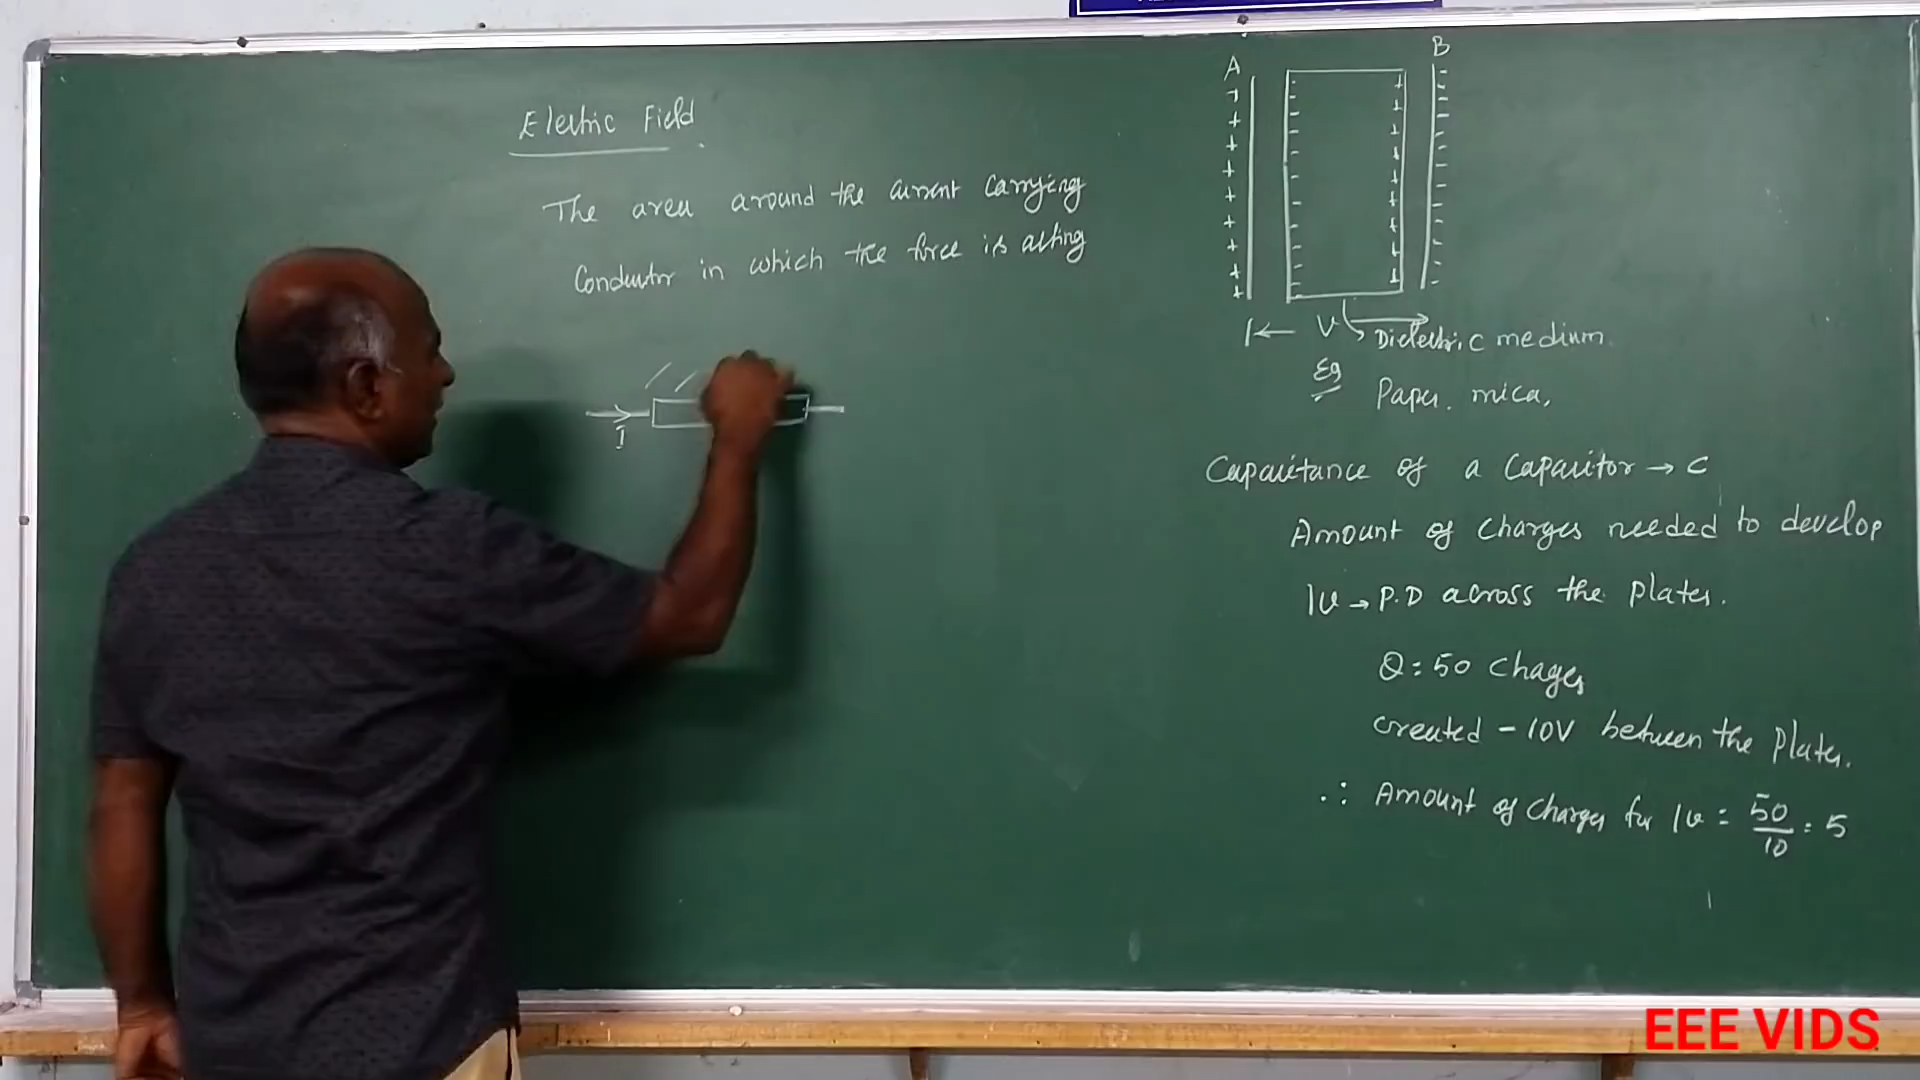 Electric Field
The area around the current carrying
Conductor in which the force is acting
I
A
B
V
Dielectric medium.
Eg
Paper. mica,
Capacitance of a Capacitor → C
Amount of charges needed to develop
1v → P.D across the plates.
Q = 50 Chages
created - 10V between the plates.
∴ Amount of charges for 1v = 50/10 = 5
EEE VIDS